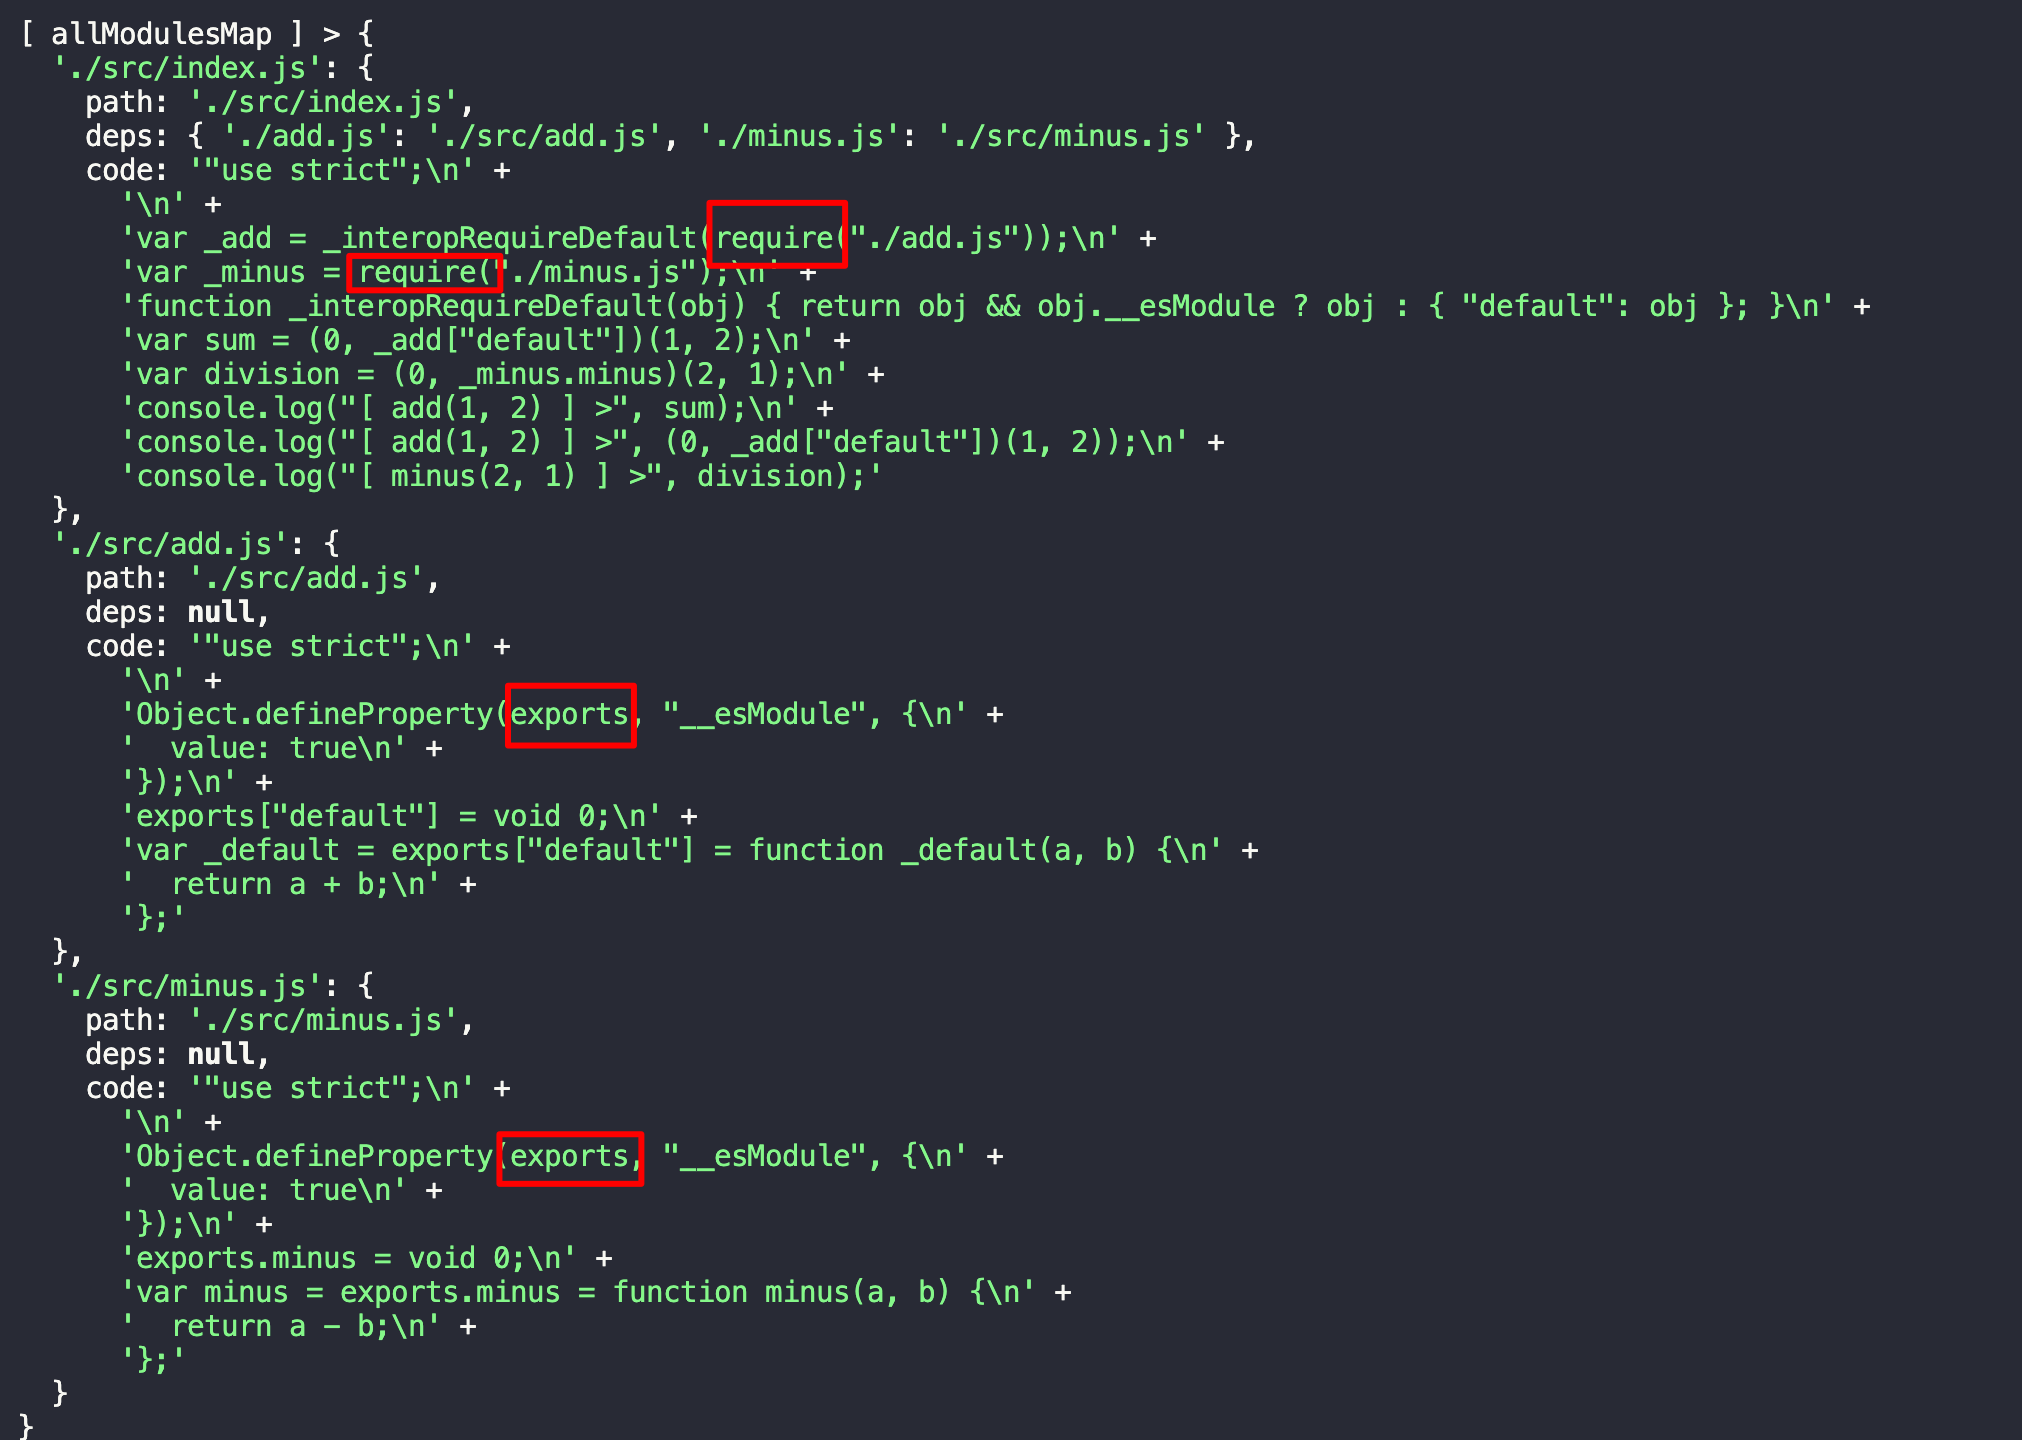 [ allModulesMap ] > {
  './src/index.js': {
    path: './src/index.js',
    deps: { './add.js': './src/add.js', './minus.js': './src/minus.js' },
    code: '"use strict";\n' +
      '\n' +
      'var _add = _interopRequireDefault(require("./add.js"));\n' +
      'var _minus = require("./minus.js");\n' +
      'function _interopRequireDefault(obj) { return obj && obj.__esModule ? obj : { "default": obj }; }\n' +
      'var sum = (0, _add["default"])(1, 2);\n' +
      'var division = (0, _minus.minus)(2, 1);\n' +
      'console.log("[ add(1, 2) ] >", sum);\n' +
      'console.log("[ add(1, 2) ] >", (0, _add["default"])(1, 2));\n' +
      'console.log("[ minus(2, 1) ] >", division);'
  },
  './src/add.js': {
    path: './src/add.js',
    deps: null,
    code: '"use strict";\n' +
      '\n' +
      'Object.defineProperty(exports, "__esModule", {\n' +
      '  value: true\n' +
      '});\n' +
      'exports["default"] = void 0;\n' +
      'var _default = exports["default"] = function _default(a, b) {\n' +
      '  return a + b;\n' +
      '};'
  },
  './src/minus.js': {
    path: './src/minus.js',
    deps: null,
    code: '"use strict";\n' +
      '\n' +
      'Object.defineProperty(exports, "__esModule", {\n' +
      '  value: true\n' +
      '});\n' +
      'exports.minus = void 0;\n' +
      'var minus = exports.minus = function minus(a, b) {\n' +
      '  return a - b;\n' +
      '};'
  }
}